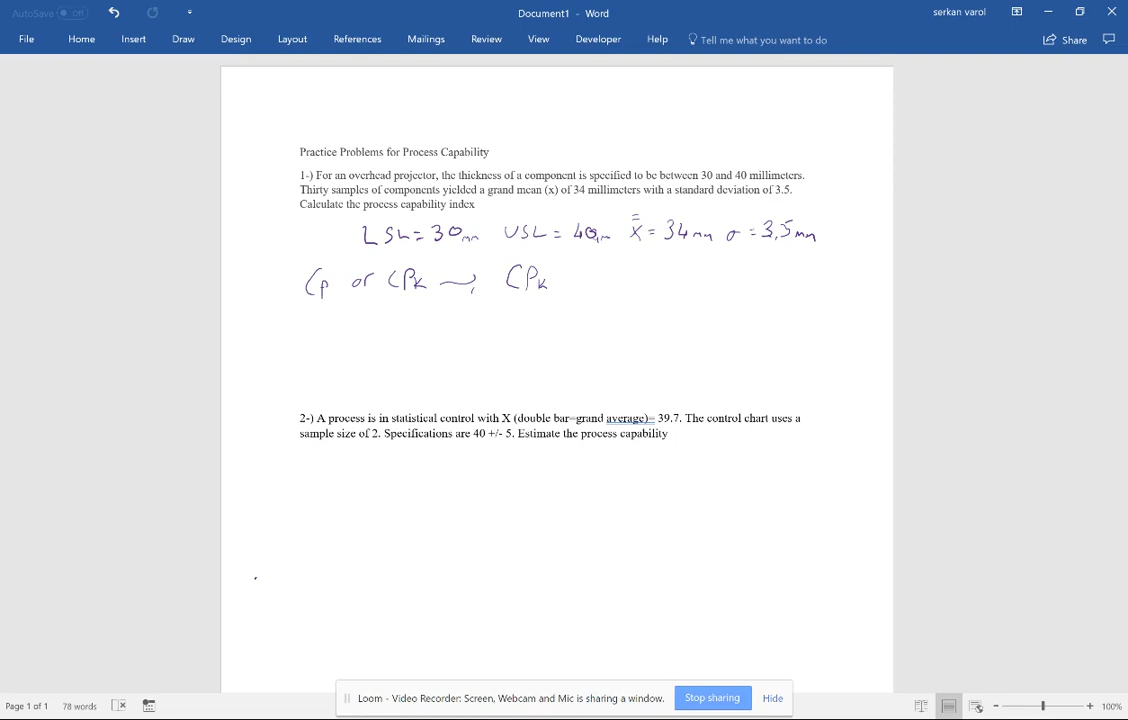 AutoSave Off Document1 - Word serkan varol
File Home Insert Draw Design Layout References Mailings Review View Developer Help Tell me what you want to do Share
Practice Problems for Process Capability
1-) For an overhead projector, the thickness of a component is specified to be between 30 and 40 millimeters.
Thirty samples of components yielded a grand mean (x) of 34 millimeters with a standard deviation of 3.5.
Calculate the process capability index
LSL = 30mm USL = 40mm x̿ = 34mm σ = 3,5mm
Cp or CPk → CPk
2-) A process is in statistical control with X (double bar=grand average)= 39.7. The control chart uses a
sample size of 2. Specifications are 40 +/- 5. Estimate the process capability
Loom - Video Recorder: Screen, Webcam and Mic is sharing a window. Stop sharing Hide
Page 1 of 1 78 words 100%